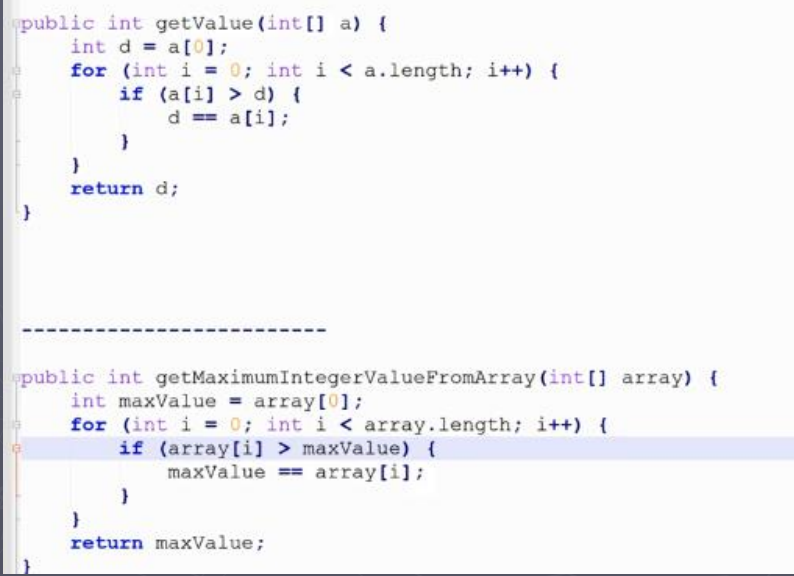 public int getValue(int[] a) {
    int d = a[0];
    for (int i = 0; int i < a.length; i++) {
        if (a[i] > d) {
            d == a[i];
        }
    }
    return d;
}
-------------------------
public int getMaximumIntegerValueFromArray(int[] array) {
    int maxValue = array[0];
    for (int i = 0; int i < array.length; i++) {
        if (array[i] > maxValue) {
            maxValue == array[i];
        }
    }
    return maxValue;
}